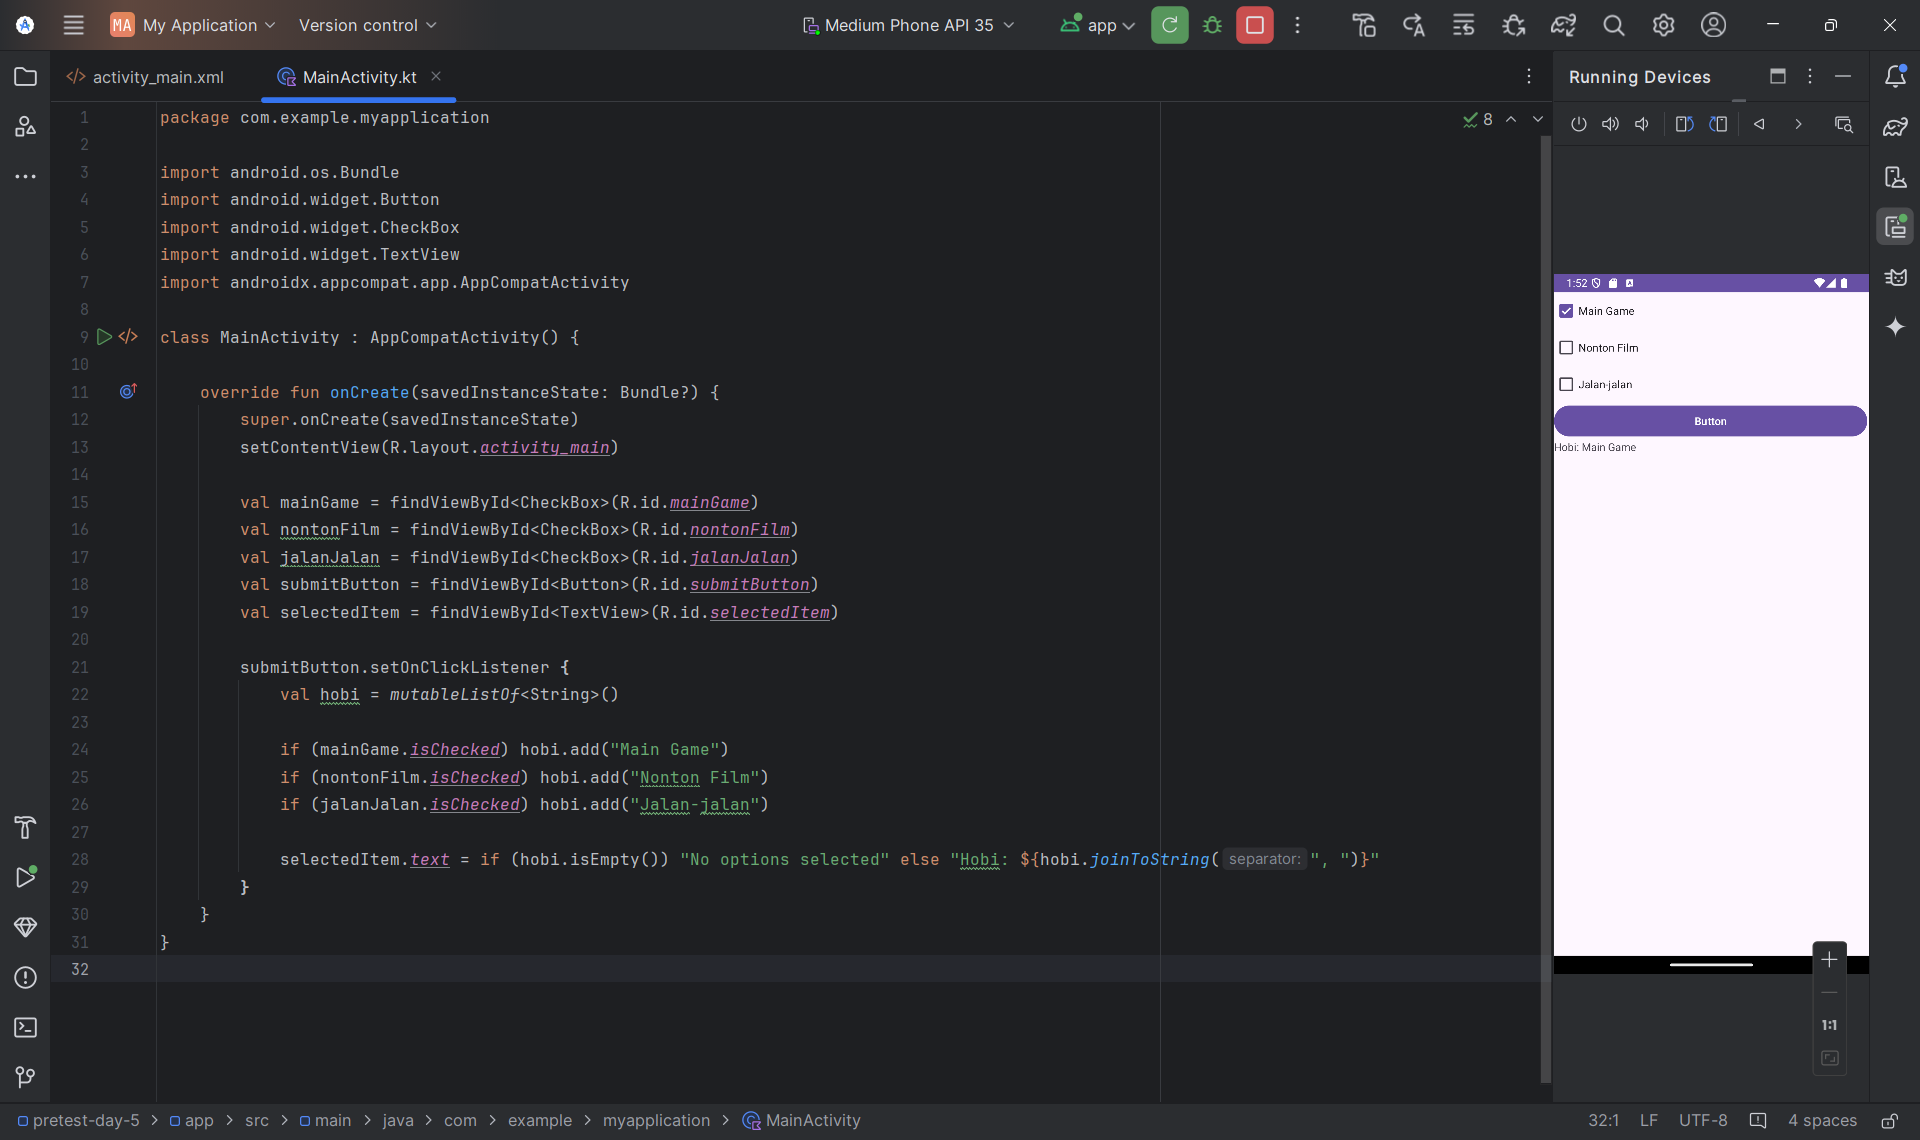 MA My Application Version control Medium Phone API 35 app
activity_main.xml MainActivity.kt Running Devices
8
1 package com.example.myapplication
2
3 import android.os.Bundle
4 import android.widget.Button
5 import android.widget.CheckBox
6 import android.widget.TextView
7 import androidx.appcompat.app.AppCompatActivity
8
9 class MainActivity : AppCompatActivity() {
10
11 override fun onCreate(savedInstanceState: Bundle?) {
12 super.onCreate(savedInstanceState)
13 setContentView(R.layout.activity_main)
14
15 val mainGame = findViewById<CheckBox>(R.id.mainGame)
16 val nontonFilm = findViewById<CheckBox>(R.id.nontonFilm)
17 val jalanJalan = findViewById<CheckBox>(R.id.jalanJalan)
18 val submitButton = findViewById<Button>(R.id.submitButton)
19 val selectedItem = findViewById<TextView>(R.id.selectedItem)
20
21 submitButton.setOnClickListener {
22 val hobi = mutableListOf<String>()
23
24 if (mainGame.isChecked) hobi.add("Main Game")
25 if (nontonFilm.isChecked) hobi.add("Nonton Film")
26 if (jalanJalan.isChecked) hobi.add("Jalan-jalan")
27
28 selectedItem.text = if (hobi.isEmpty()) "No options selected" else "Hobi: ${hobi.joinToString( separator: ", ")}"
29 }
30 }
31 }
32
1:52
Main Game
Nonton Film
Jalan-jalan
Button
Hobi: Main Game
1:1
pretest-day-5 > app > src > main > java > com > example > myapplication > MainActivity 32:1 LF UTF-8 4 spaces